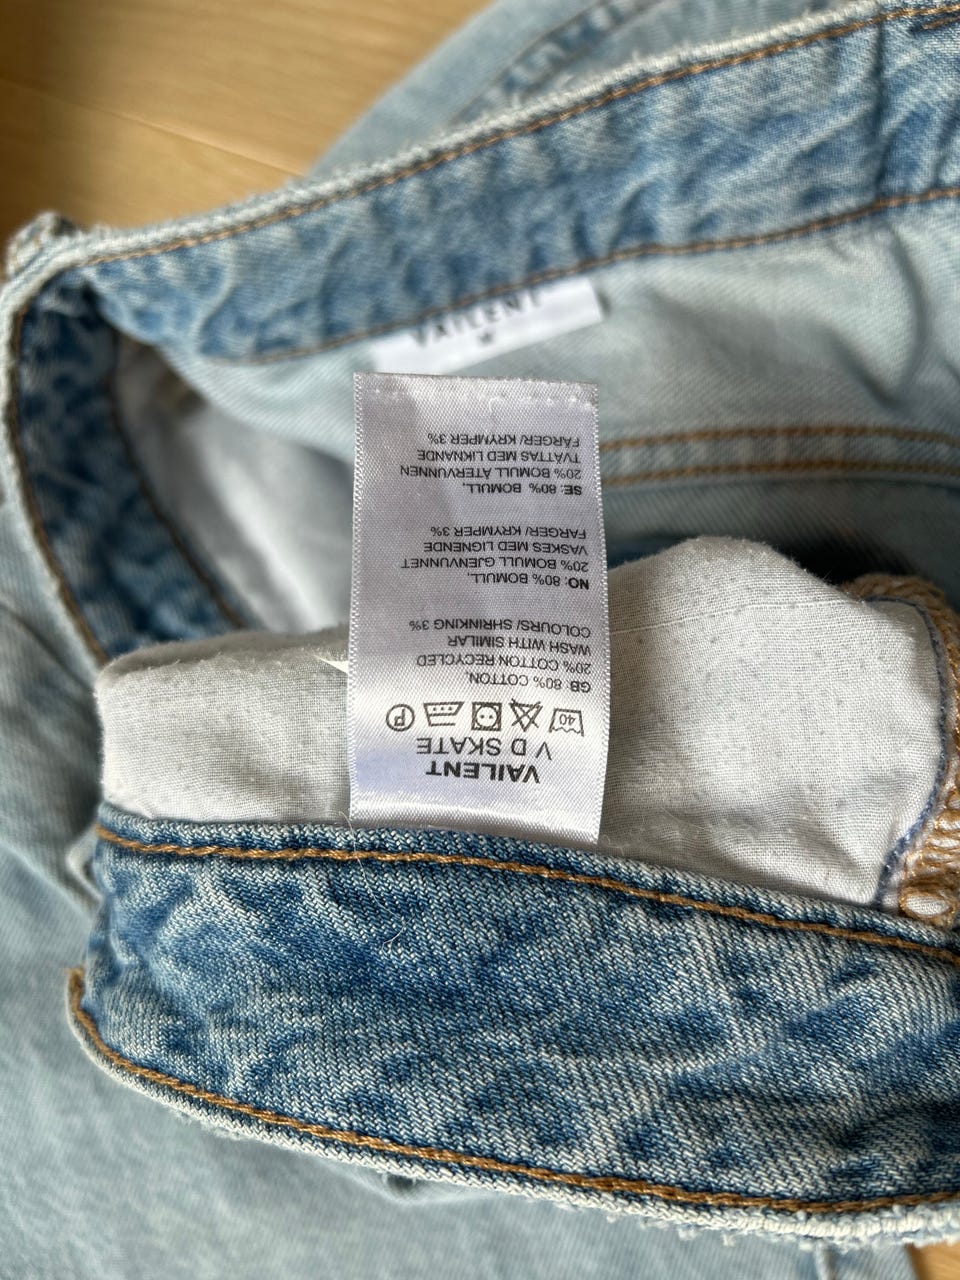 VAILENT
VAILENT
V D SKATE
40 P
GB: 80% COTTON,
20% COTTON RECYCLED
WASH WITH SIMILAR
COLOURS/ SHRINKING 3%
NO: 80% BOMULL,
20% BOMULL GJENVUNNET
VASKES MED LIGNENDE
FARGER/ KRYMPER 3%
SE: 80% BOMULL,
20% BOMULL ÅTERVUNNEN
TVÄTTAS MED LIKNANDE
FÄRGER/ KRYMPER 3%